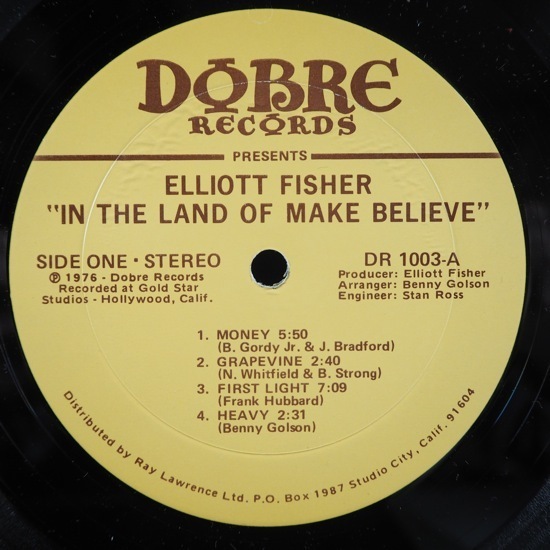 DOBRE
RECORDS
PRESENTS
ELLIOTT FISHER
"IN THE LAND OF MAKE BELIEVE"
SIDE ONE · STEREO
℗ 1976 - Dobre Records
Recorded at Gold Star
Studios - Hollywood, Calif.
DR 1003-A
Producer: Elliott Fisher
Arranger: Benny Golson
Engineer: Stan Ross
1. MONEY 5:50
(B. Gordy Jr. & J. Bradford)
2. GRAPEVINE 2:40
(N. Whitfield & B. Strong)
3. FIRST LIGHT 7:09
(Frank Hubbard)
4. HEAVY 2:31
(Benny Golson)
Distributed by Ray Lawrence Ltd. P.O. Box 1987 Studio City, Calif. 91604